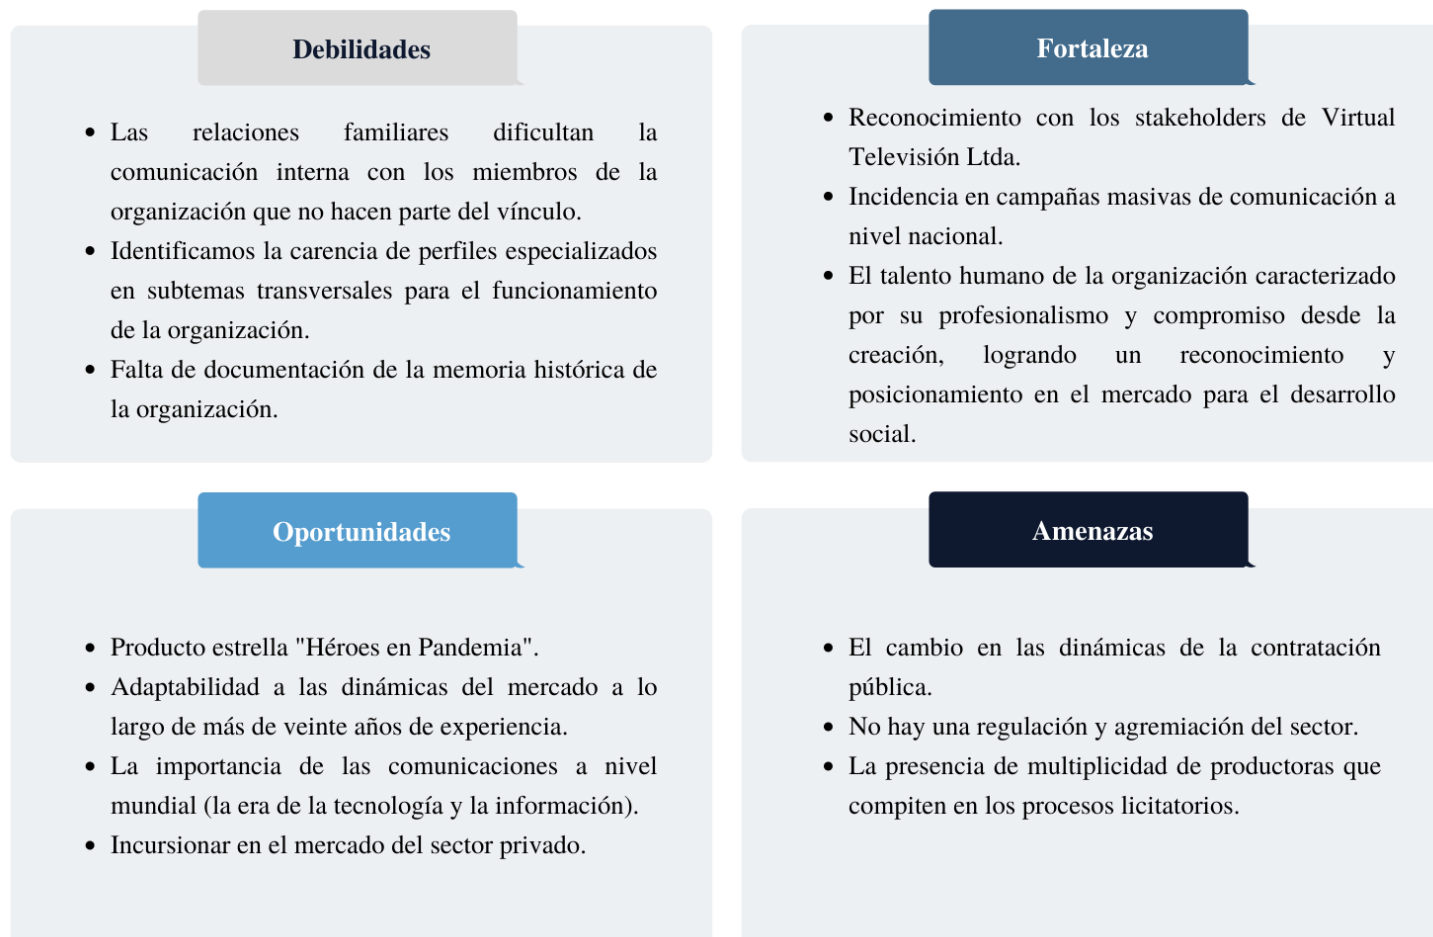 Debilidades
• Las relaciones familiares dificultan la
comunicación interna con los miembros de la
organización que no hacen parte del vínculo.
• Identificamos la carencia de perfiles especializados
en subtemas transversales para el funcionamiento
de la organización.
• Falta de documentación de la memoria histórica de
la organización.
Fortaleza
• Reconocimiento con los stakeholders de Virtual
Televisión Ltda.
• Incidencia en campañas masivas de comunicación a
nivel nacional.
• El talento humano de la organización caracterizado
por su profesionalismo y compromiso desde la
creación, logrando un reconocimiento y
posicionamiento en el mercado para el desarrollo
social.
Oportunidades
• Producto estrella "Héroes en Pandemia".
• Adaptabilidad a las dinámicas del mercado a lo
largo de más de veinte años de experiencia.
• La importancia de las comunicaciones a nivel
mundial (la era de la tecnología y la información).
• Incursionar en el mercado del sector privado.
Amenazas
• El cambio en las dinámicas de la contratación
pública.
• No hay una regulación y agremiación del sector.
• La presencia de multiplicidad de productoras que
compiten en los procesos licitatorios.